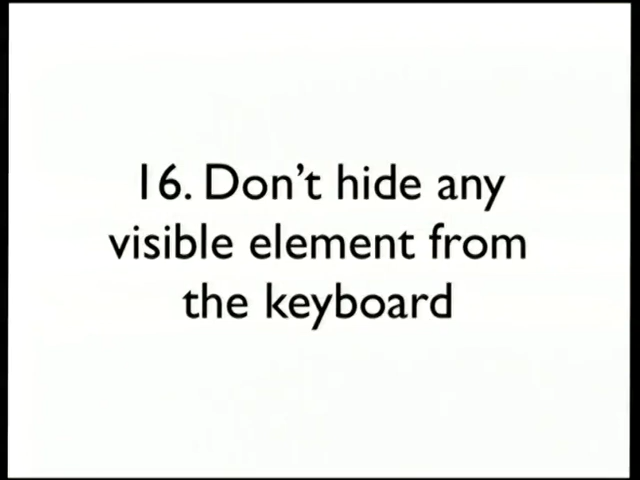 16. Don’t hide any
visible element from
the keyboard